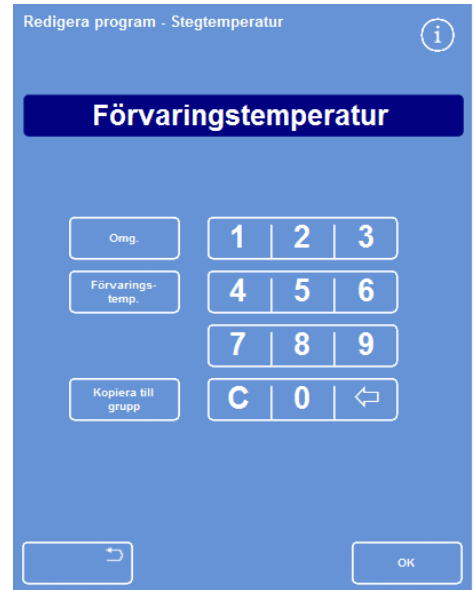 Redigera program - Stegtemperatur
i
Förvaringstemperatur
Omg.
1 | 2 | 3
Förvarings-
temp.
4 | 5 | 6
7 | 8 | 9
Kopiera till
grupp
C | 0 |
OK